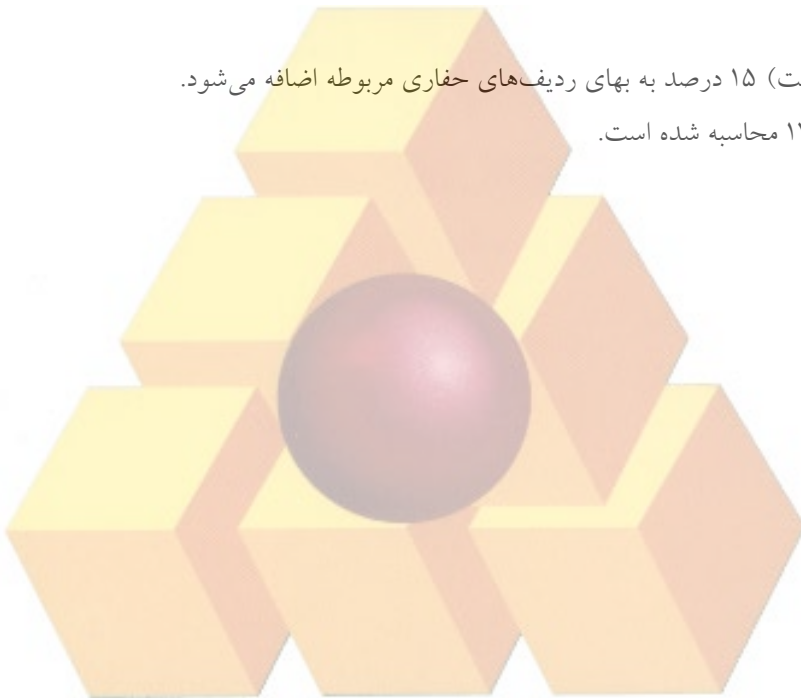 ۱۵ درصد به بهای ردیف‌های حفاری مربوطه اضافه می‌شود.
محاسبه شده است.